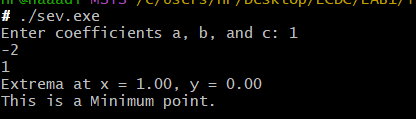 # ./sev.exe
Enter coefficients a, b, and c: 1
-2
1
Extrema at x = 1.00, y = 0.00
This is a Minimum point.